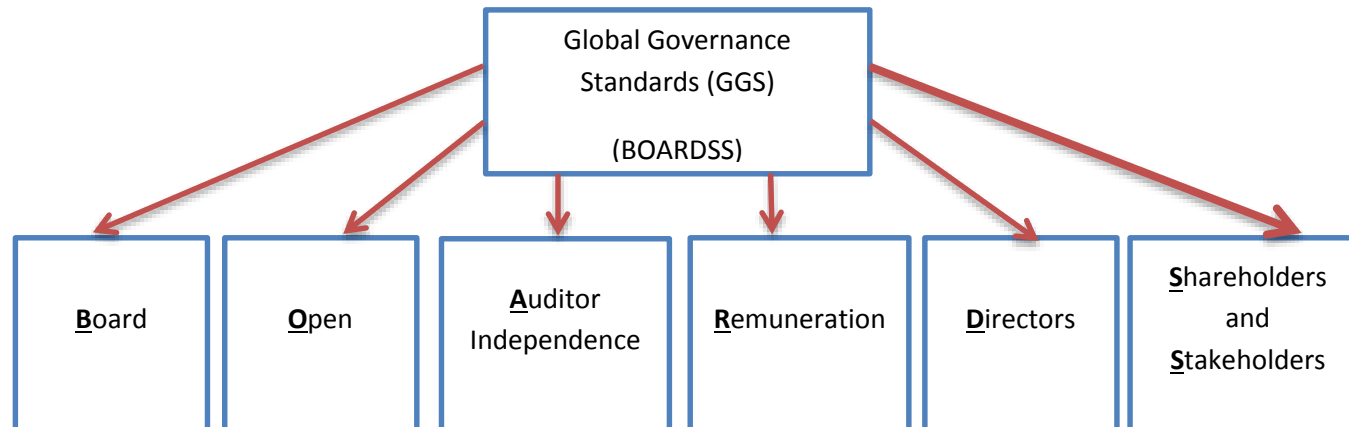 Global Governance
Standards (GGS)
(BOARDSS)
Board
Open
Auditor
Independence
Remuneration
Directors
Shareholders
and
Stakeholders